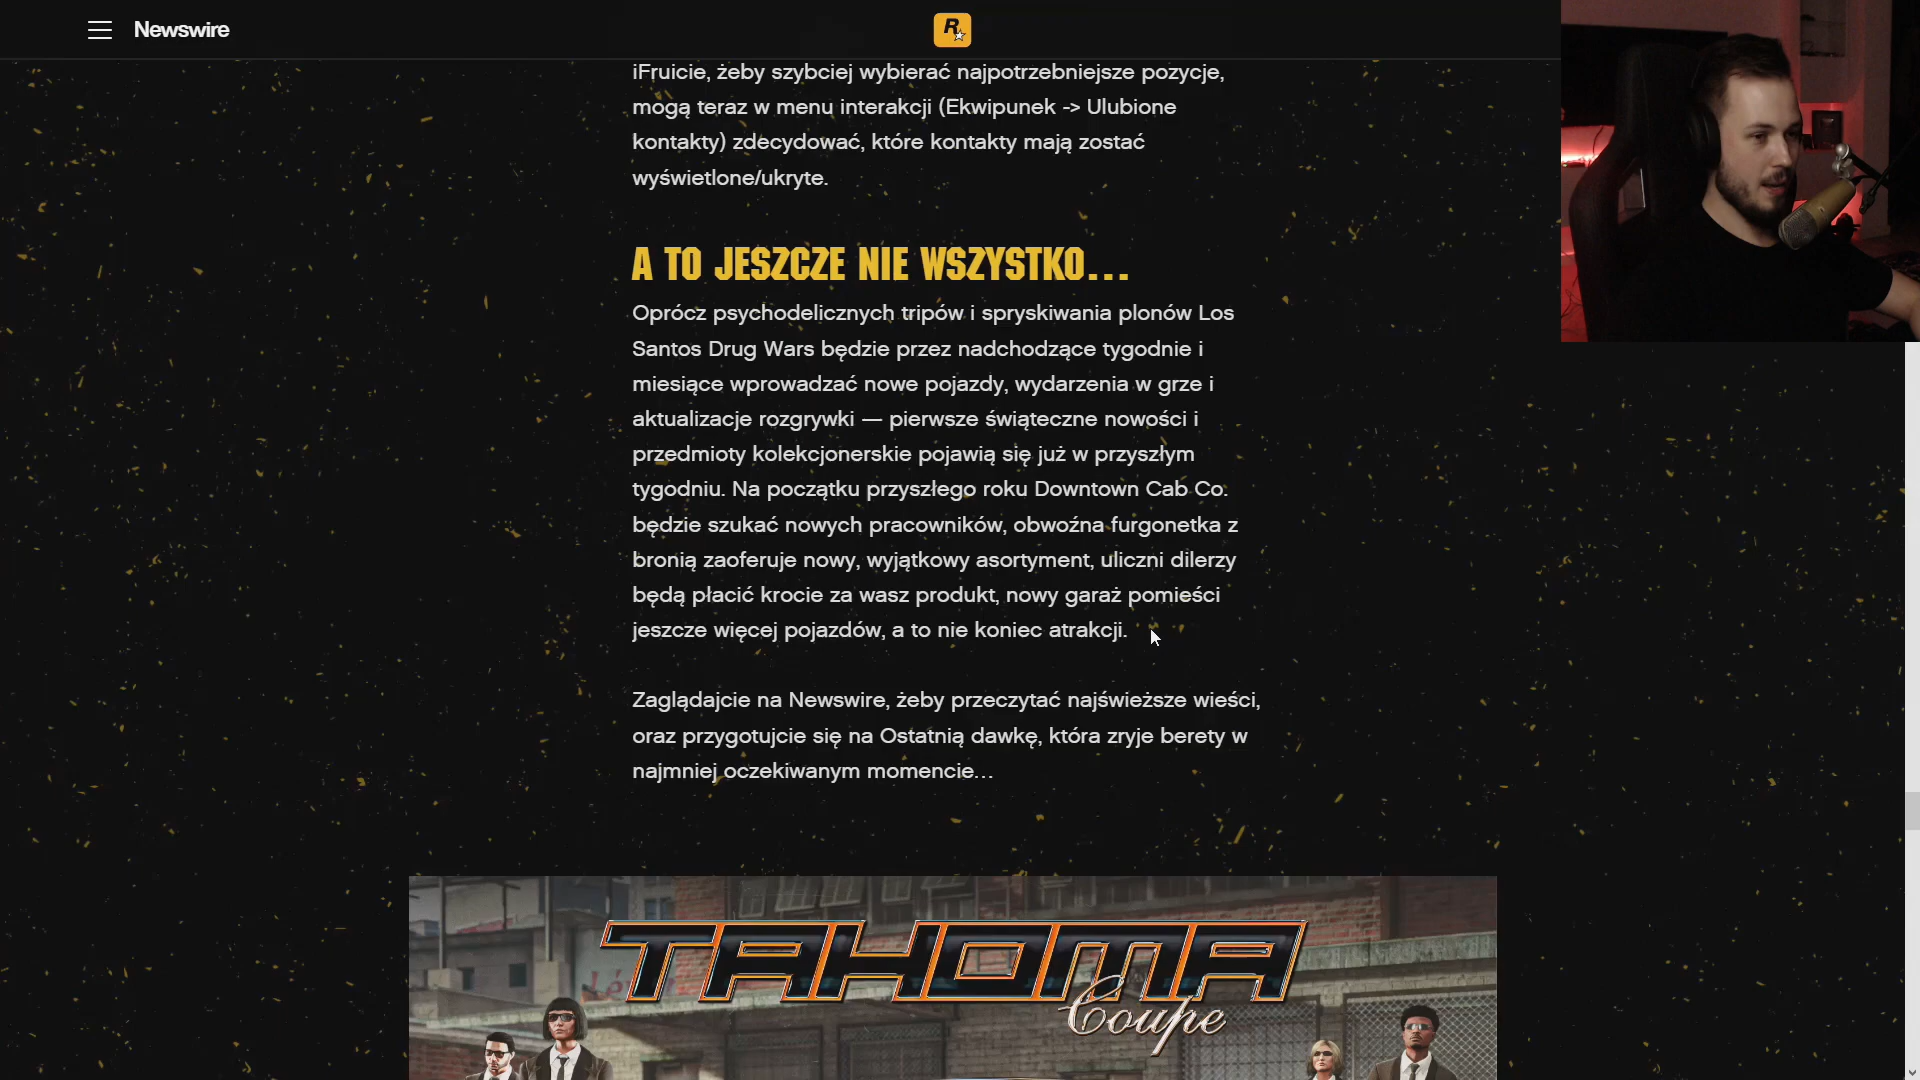 Newswire
R
iFruicie, żeby szybciej wybierać najpotrzebniejsze pozycje,
mogą teraz w menu interakcji (Ekwipunek -> Ulubione
kontakty) zdecydować, które kontakty mają zostać
wyświetlone/ukryte.
A TO JESZCZE NIE WSZYSTKO...
Oprócz psychodelicznych tripów i spryskiwania plonów Los
Santos Drug Wars będzie przez nadchodzące tygodnie i
miesiące wprowadzać nowe pojazdy, wydarzenia w grze i
aktualizacje rozgrywki — pierwsze świąteczne nowości i
przedmioty kolekcjonerskie pojawią się już w przyszłym
tygodniu. Na początku przyszłego roku Downtown Cab Co.
będzie szukać nowych pracowników, obwoźna furgonetka z
bronią zaoferuje nowy, wyjątkowy asortyment, uliczni dilerzy
będą płacić krocie za wasz produkt, nowy garaż pomieści
jeszcze więcej pojazdów, a to nie koniec atrakcji.
Zaglądajcie na Newswire, żeby przeczytać najświeższe wieści,
oraz przygotujcie się na Ostatnią dawkę, która zryje berety w
najmniej oczekiwanym momencie...
TAHOMA
Coupe